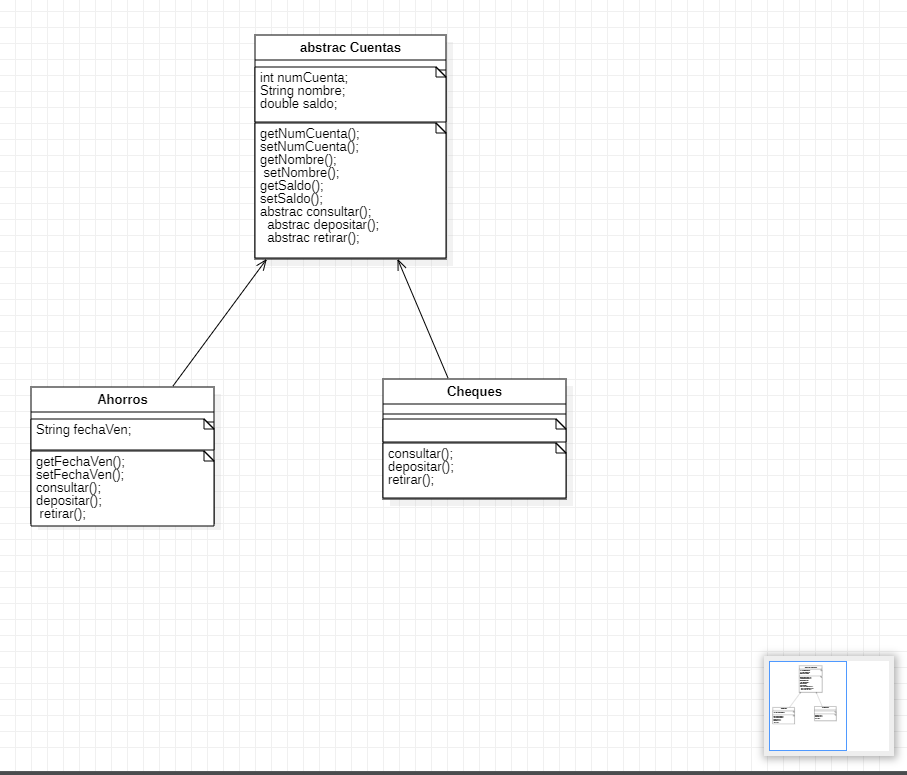 abstrac Cuentas
int numCuenta;
String nombre;
double saldo;
getNumCuenta();
setNumCuenta();
getNombre();
setNombre();
getSaldo();
setSaldo();
abstrac consultar();
abstrac depositar();
abstrac retirar();
Ahorros
String fechaVen;
getFechaVen();
setFechaVen();
consultar();
depositar();
retirar();
Cheques
consultar();
depositar();
retirar();